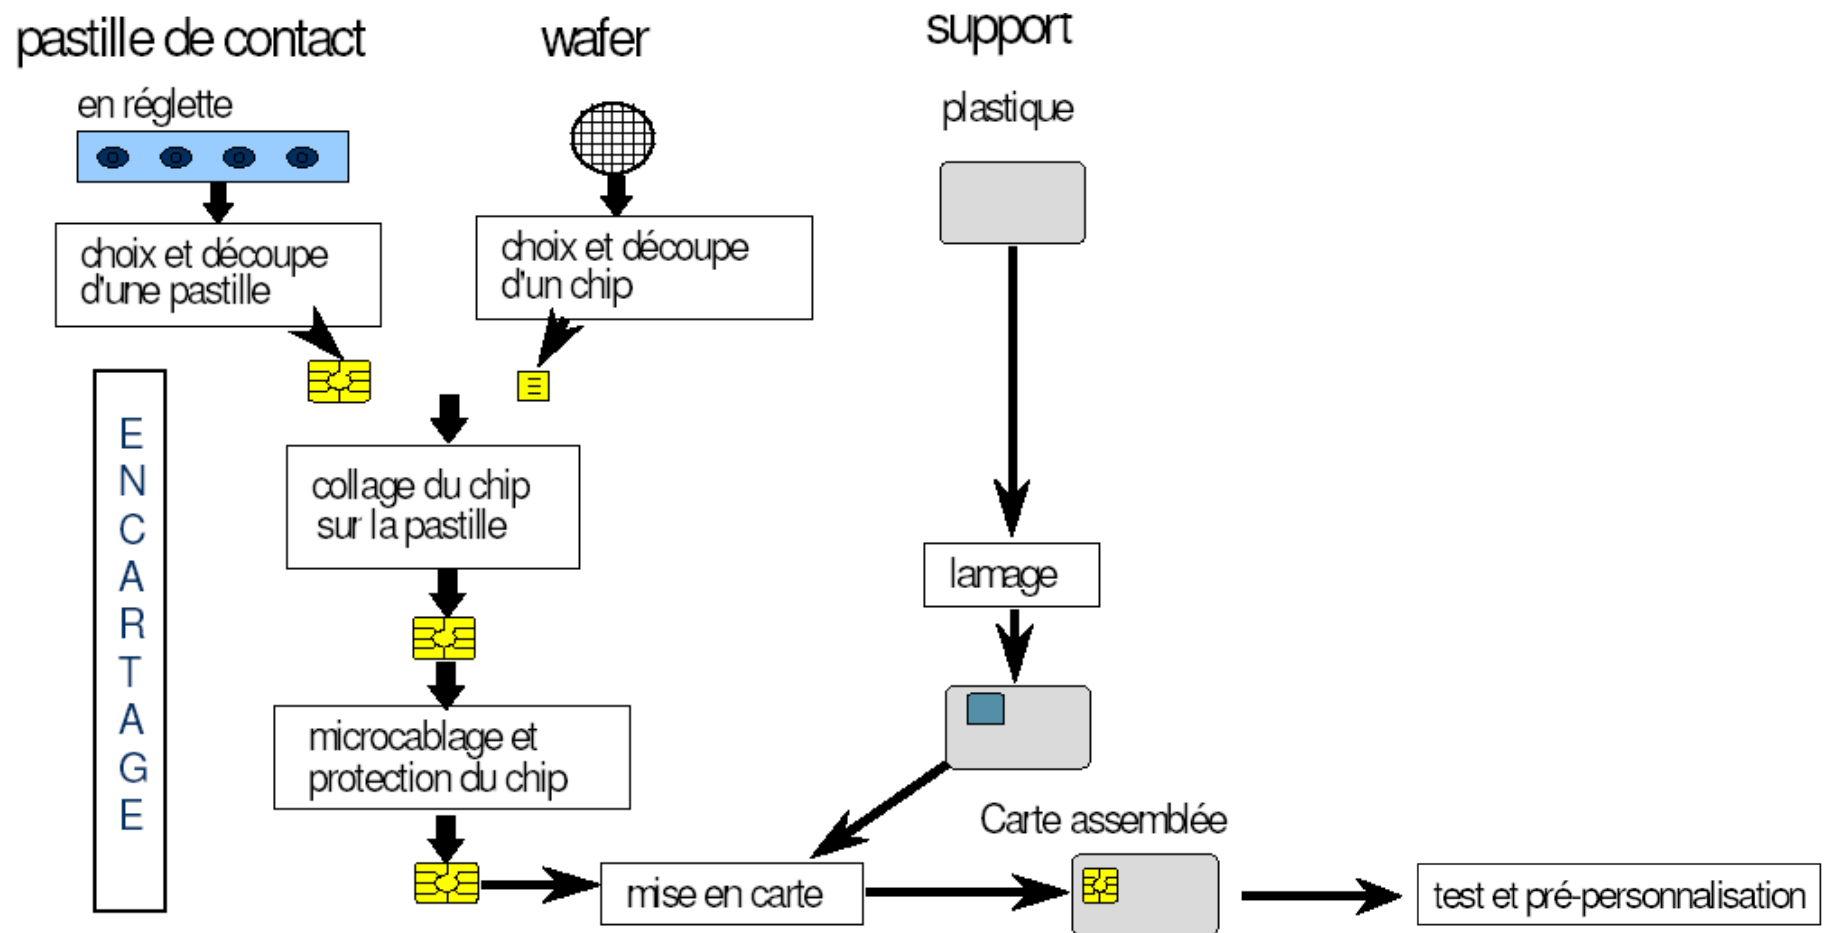 pastille de contact
wafer
support
en réglette
plastique
choix et découpe
d'une pastille
choix et découpe
d'un chip
ENCARTAGE
collage du chip
sur la pastille
lamage
microcablage et
protection du chip
Carte assemblée
mise en carte
test et pré-personnalisation